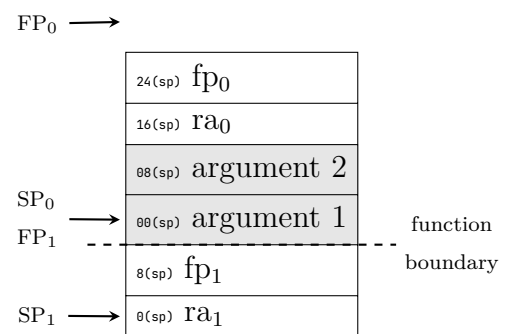 FP₀
24(sp) fp₀
16(sp) ra₀
08(sp) argument 2
SP₀
00(sp) argument 1
FP₁
function
boundary
8(sp) fp₁
SP₁
0(sp) ra₁